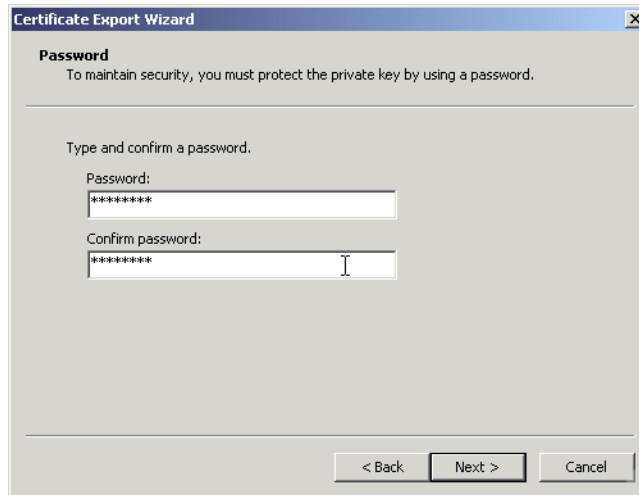 Certificate Export Wizard
Password
To maintain security, you must protect the private key by using a password.
Type and confirm a password.
Password:
********
Confirm password:
********
< Back Next > Cancel